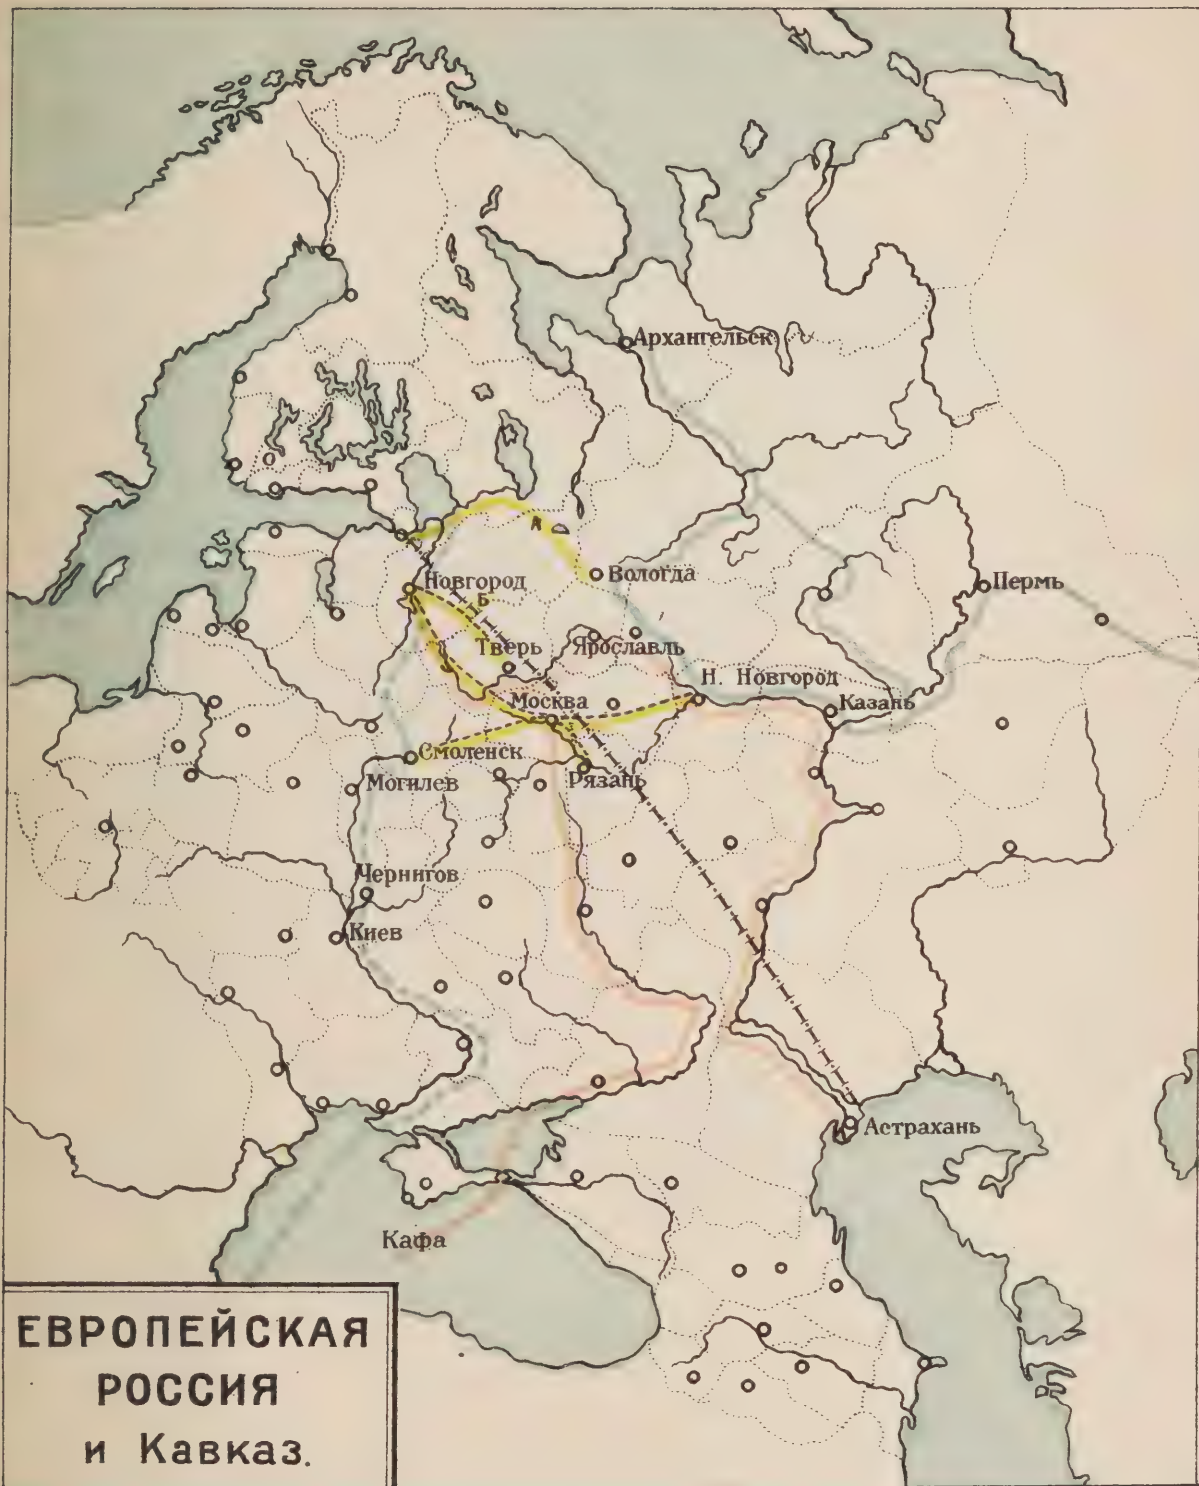 Архангельск
А
Вологда
Новгород
Пермь
Б
Тверь
Ярославль
Н. Новгород
Москва
Казань
Смоленск
Могилев
Рязань
Чернигов
Киев
Астрахань
Кафа
ЕВРОПЕЙСКАЯ
РОССИЯ
и Кавказ.